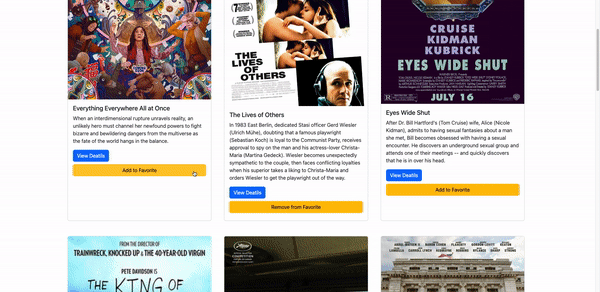 Everything Everywhere All at Once
When an interdimensional rupture unravels reality, an
unlikely hero must channel her newfound powers to fight
bizarre and bewildering dangers from the multiverse as
the fate of the world hangs in the balance.
View Deatils
Add to Favorite
THE LIVES
OF OTHERS
The Lives of Others
In 1983 East Berlin, dedicated Stasi officer Gerd Wiesler
(Ulrich Mühe), doubting that a famous playwright
(Sebastian Koch) is loyal to the Communist Party, receives
approval to spy on the man and his actress-lover Christa-
Maria (Martina Gedeck). Wiesler becomes unexpectedly
sympathetic to the couple, then faces conflicting loyalties
when his superior takes a liking to Christa-Maria and
orders Wiesler to get the playwright out of the way.
View Deatils
Remove from Favorite
CRUISE
KIDMAN
KUBRICK
EYES WIDE SHUT
JULY 16
Eyes Wide Shut
After Dr. Bill Hartford's (Tom Cruise) wife, Alice (Nicole
Kidman), admits to having sexual fantasies about a man
she met, Bill becomes obsessed with having a sexual
encounter. He discovers an underground sexual group and
attends one of their meetings -- and quickly discovers
that he is in over his head.
View Deatils
Add to Favorite
FROM THE DIRECTOR OF
TRAINWRECK, KNOCKED UP & THE 40-YEAR-OLD VIRGIN
PETE DAVIDSON IS
THE KING OF